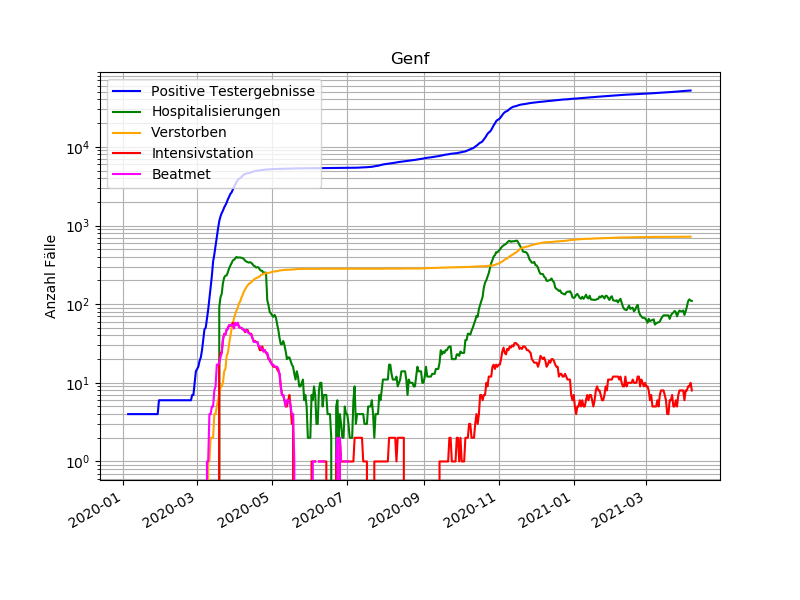 Genf
Positive Testergebnisse
Hospitalisierungen
Verstorben
Intensivstation
Beatmet
Anzahl Fälle
10⁴
10³
10²
10¹
10⁰
2020-01 2020-03 2020-05 2020-07 2020-09 2020-11 2021-01 2021-03